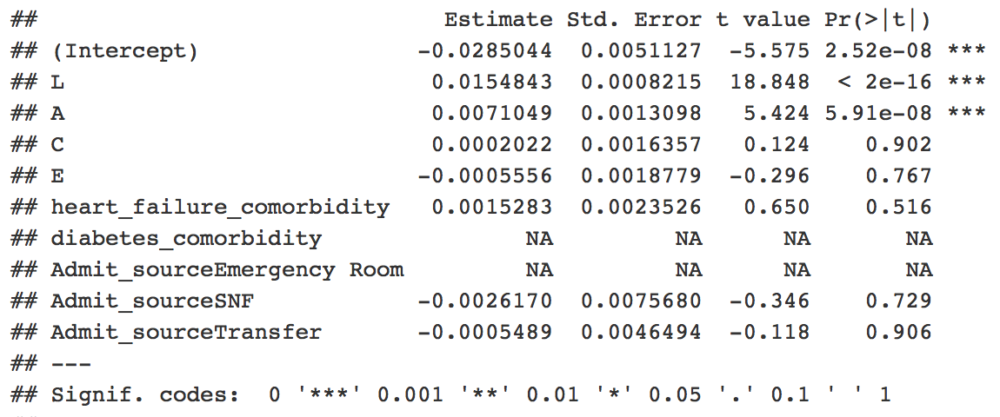 ##                                Estimate Std. Error t value Pr(>|t|)
## (Intercept)                -0.0285044  0.0051127  -5.575 2.52e-08 ***
## L                           0.0154843  0.0008215  18.848  < 2e-16 ***
## A                           0.0071049  0.0013098   5.424 5.91e-08 ***
## C                           0.0002022  0.0016357   0.124    0.902
## E                          -0.0005556  0.0018779  -0.296    0.767
## heart_failure_comorbidity   0.0015283  0.0023526   0.650    0.516
## diabetes_comorbidity               NA         NA      NA       NA
## Admit_sourceEmergency Room         NA         NA      NA       NA
## Admit_sourceSNF            -0.0026170  0.0075680  -0.346    0.729
## Admit_sourceTransfer       -0.0005489  0.0046494  -0.118    0.906
## ---
## Signif. codes:  0 '***' 0.001 '**' 0.01 '*' 0.05 '.' 0.1 ' ' 1